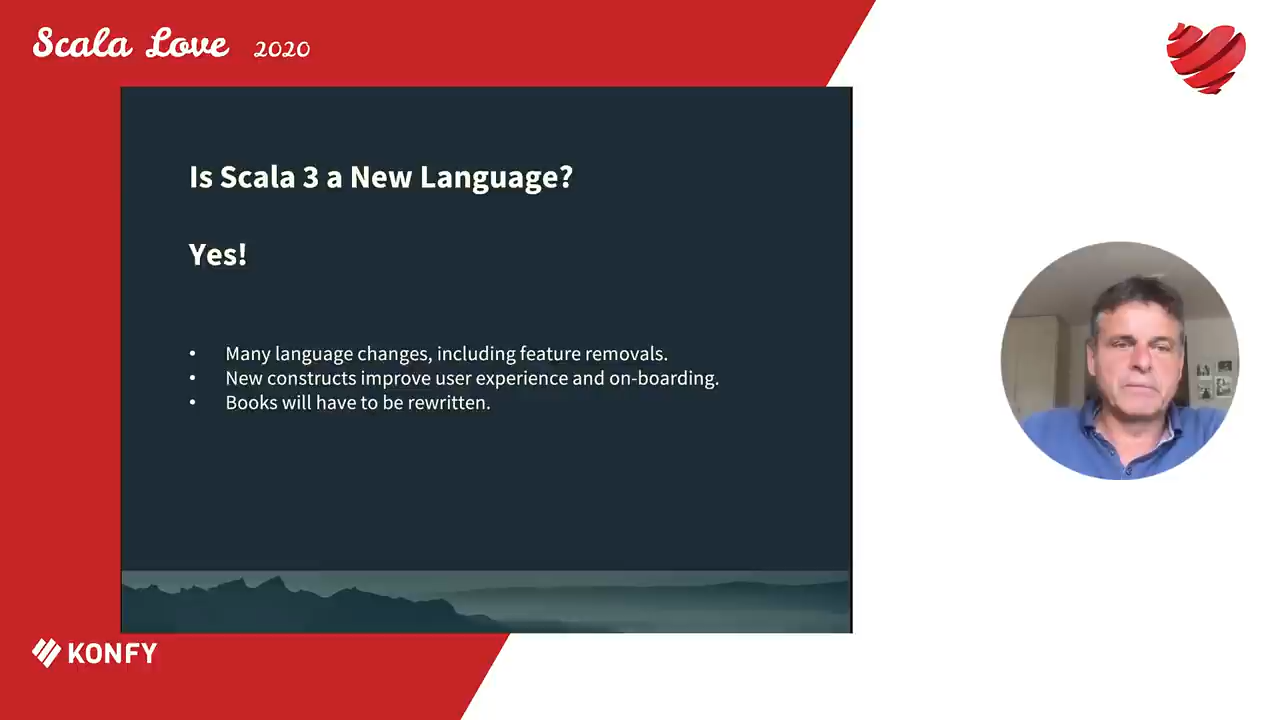 Scala Love 2020
Is Scala 3 a New Language?
Yes!
• Many language changes, including feature removals.
• New constructs improve user experience and on-boarding.
• Books will have to be rewritten.
KONFY